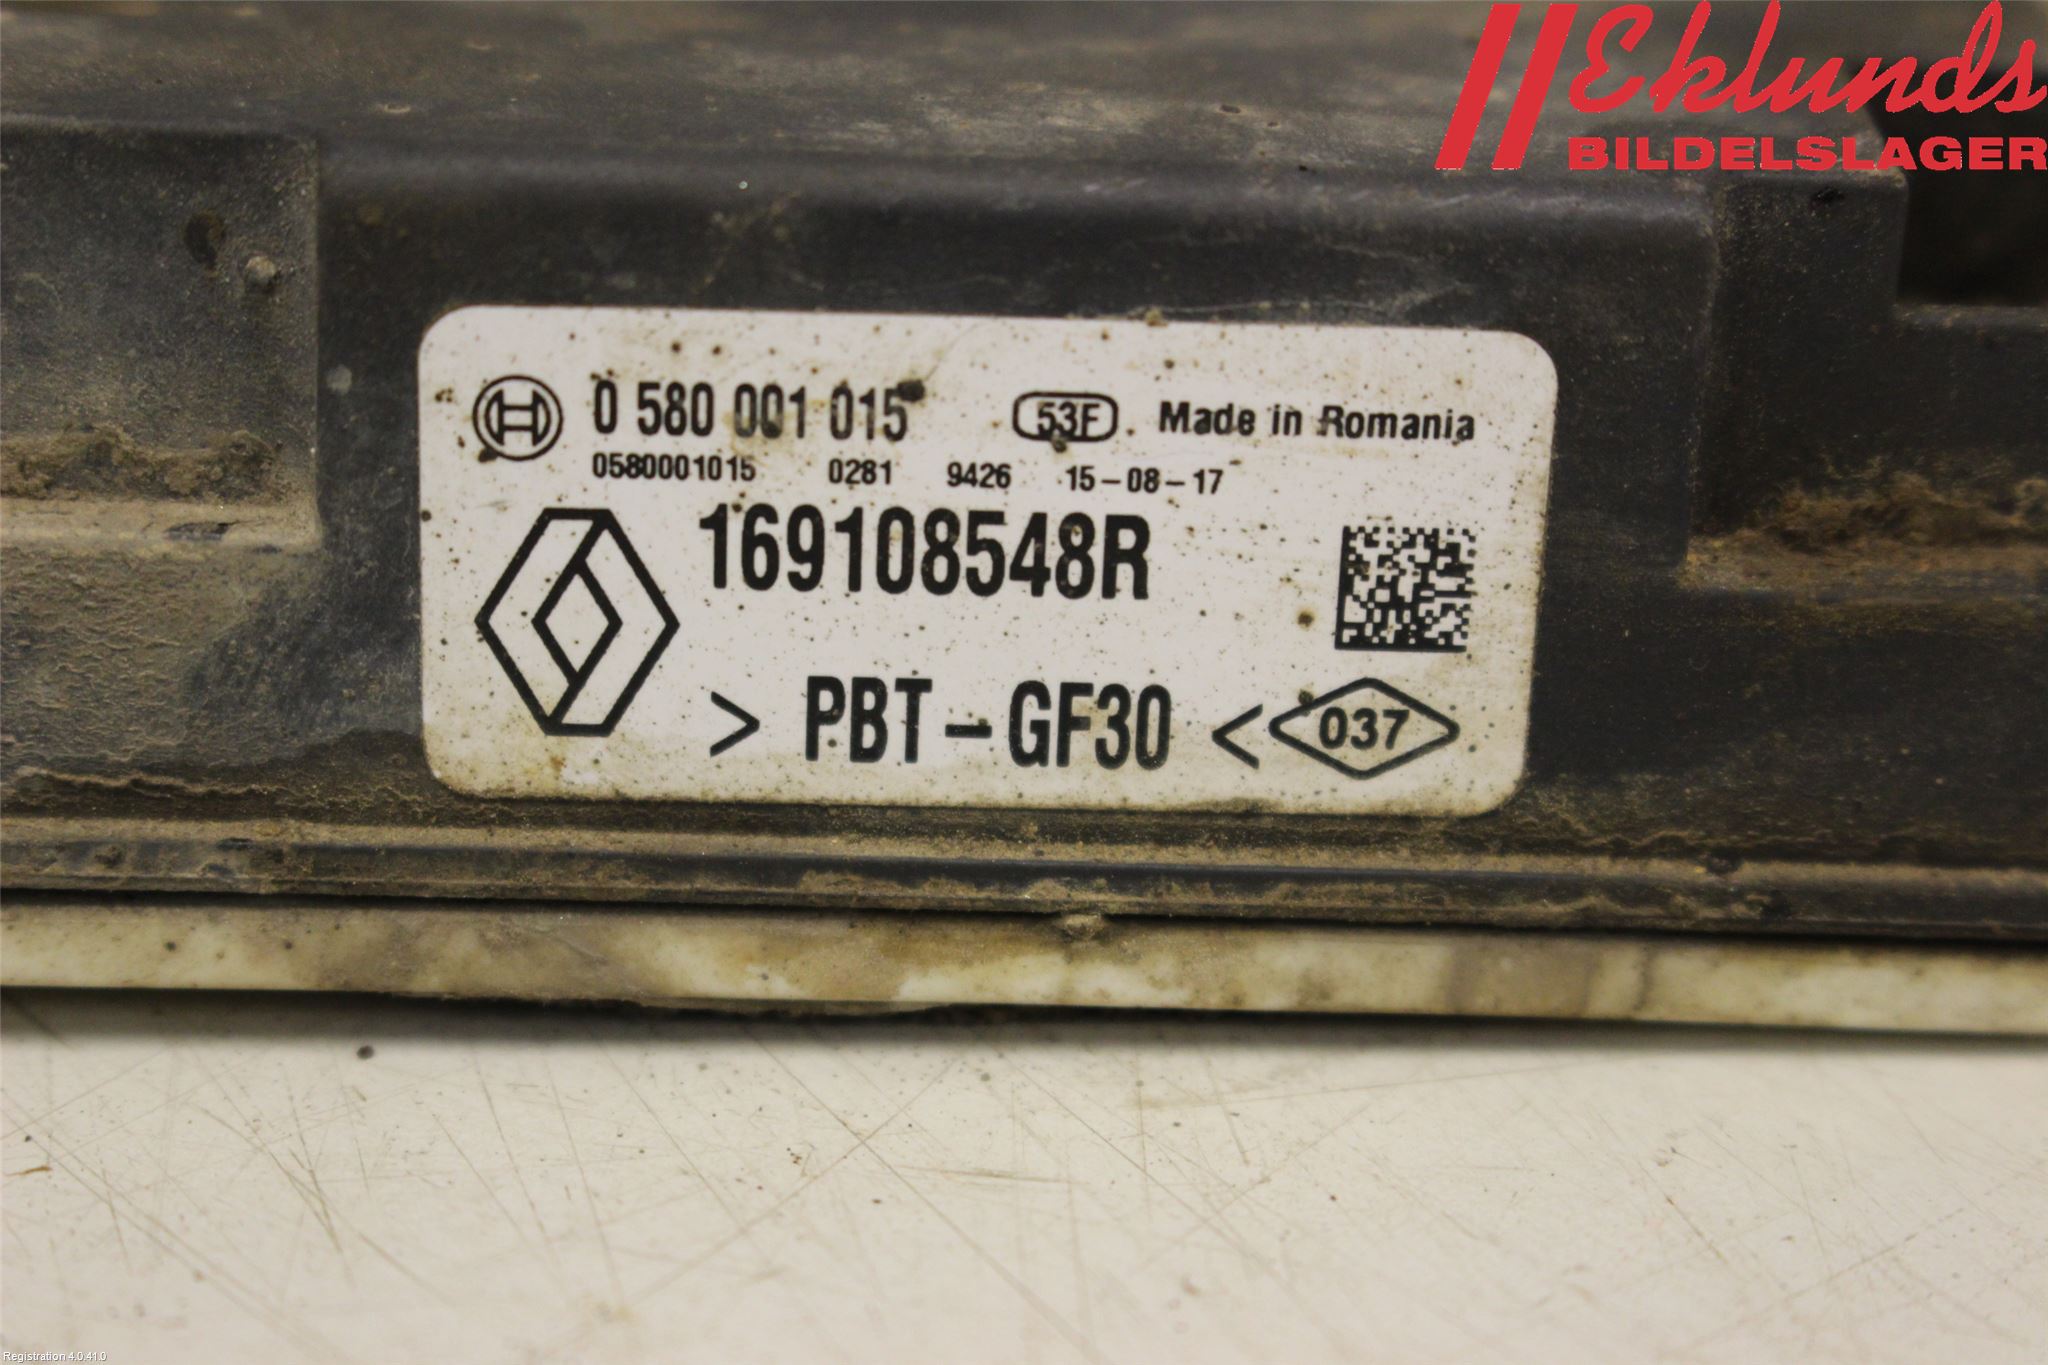 Eklunds
BILDELSLAGER
0 580 001 015 53F Made in Romania
0580001015 0281 9426 15-08-17
169108548R
> PBT-GF30 < 037
Registration 4.0.41.0